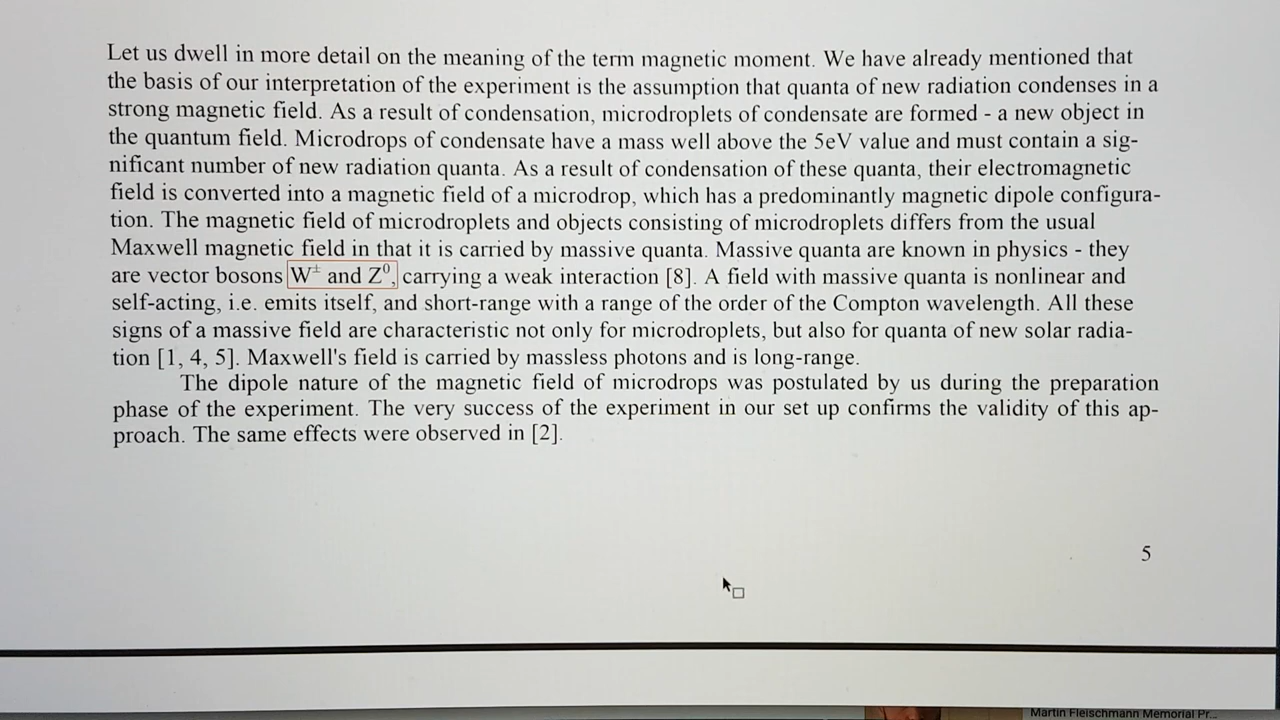 Let us dwell in more detail on the meaning of the term magnetic moment. We have already mentioned that
the basis of our interpretation of the experiment is the assumption that quanta of new radiation condenses in a
strong magnetic field. As a result of condensation, microdroplets of condensate are formed - a new object in
the quantum field. Microdrops of condensate have a mass well above the 5eV value and must contain a sig-
nificant number of new radiation quanta. As a result of condensation of these quanta, their electromagnetic
field is converted into a magnetic field of a microdrop, which has a predominantly magnetic dipole configura-
tion. The magnetic field of microdroplets and objects consisting of microdroplets differs from the usual
Maxwell magnetic field in that it is carried by massive quanta. Massive quanta are known in physics - they
are vector bosons W± and Z⁰, carrying a weak interaction [8]. A field with massive quanta is nonlinear and
self-acting, i.e. emits itself, and short-range with a range of the order of the Compton wavelength. All these
signs of a massive field are characteristic not only for microdroplets, but also for quanta of new solar radia-
tion [1, 4, 5]. Maxwell's field is carried by massless photons and is long-range.
The dipole nature of the magnetic field of microdrops was postulated by us during the preparation
phase of the experiment. The very success of the experiment in our set up confirms the validity of this ap-
proach. The same effects were observed in [2].
5
Martin Fleischmann Memorial Pr...